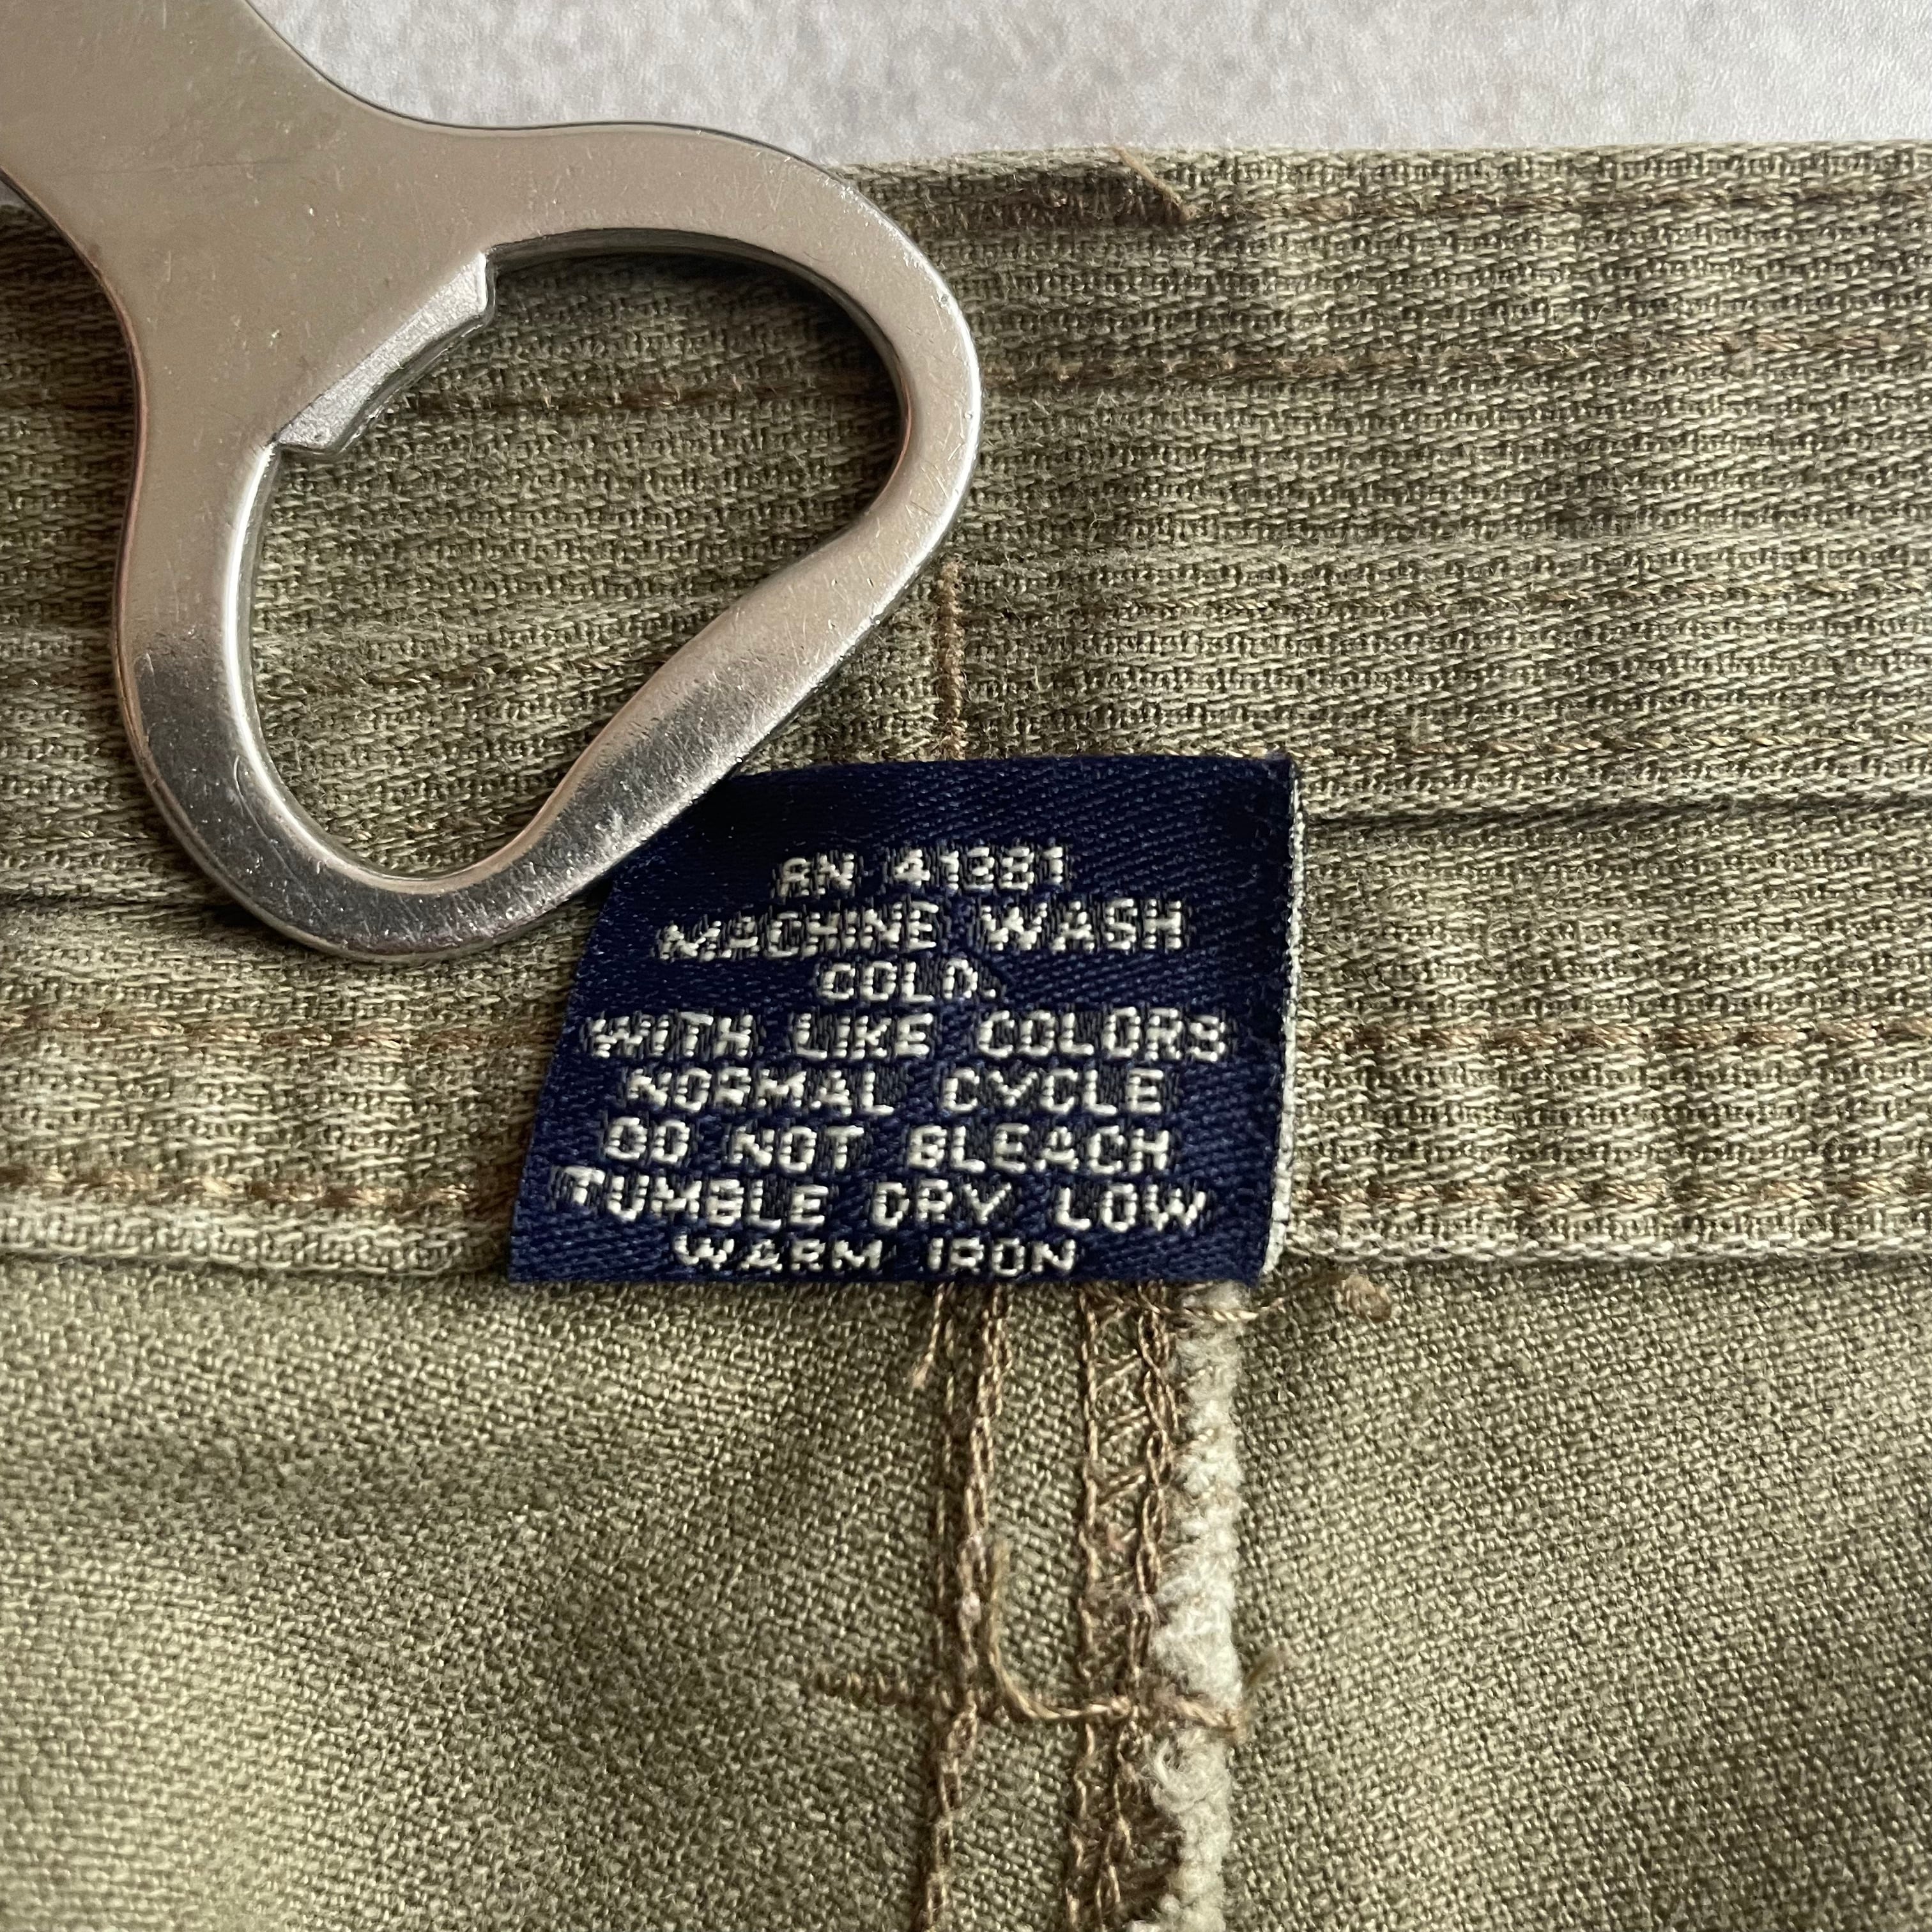 RN 41381
MACHINE WASH
COLD.
WITH LIKE COLORS
NORMAL CYCLE
DO NOT BLEACH
TUMBLE DRY LOW
WARM IRON